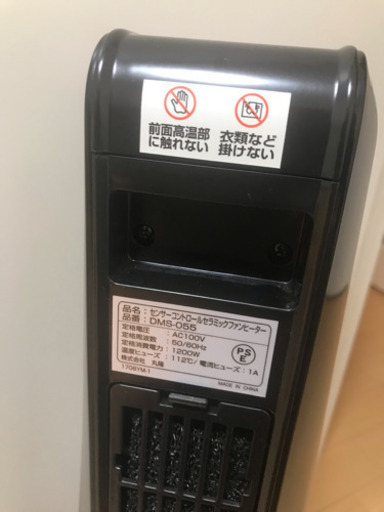 前面高温部
に触れない
衣類など
掛けない
品名：センサーコントロールセラミックファンヒーター
品番：DMS-055
定格電圧：AC100V
定格周波数：50/60Hz
定格消費電力：1200W
温度ヒューズ：112℃/電流ヒューズ：1A
株式会社 丸隆
1708YM-I
PSE
MADE IN CHINA